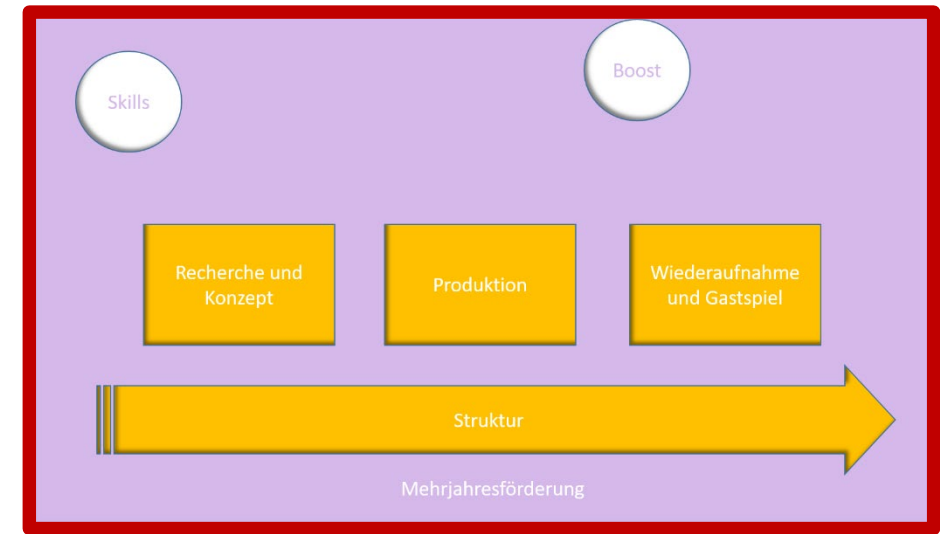 Skills
Boost
Recherche und
Konzept
Produktion
Wiederaufnahme
und Gastspiel
Struktur
Mehrjahresförderung